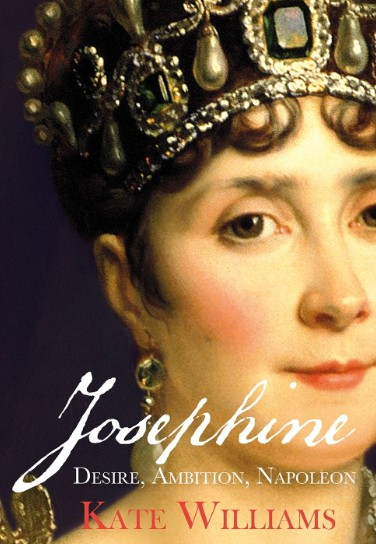 Josephine
DESIRE, AMBITION, NAPOLEON
KATE WILLIAMS